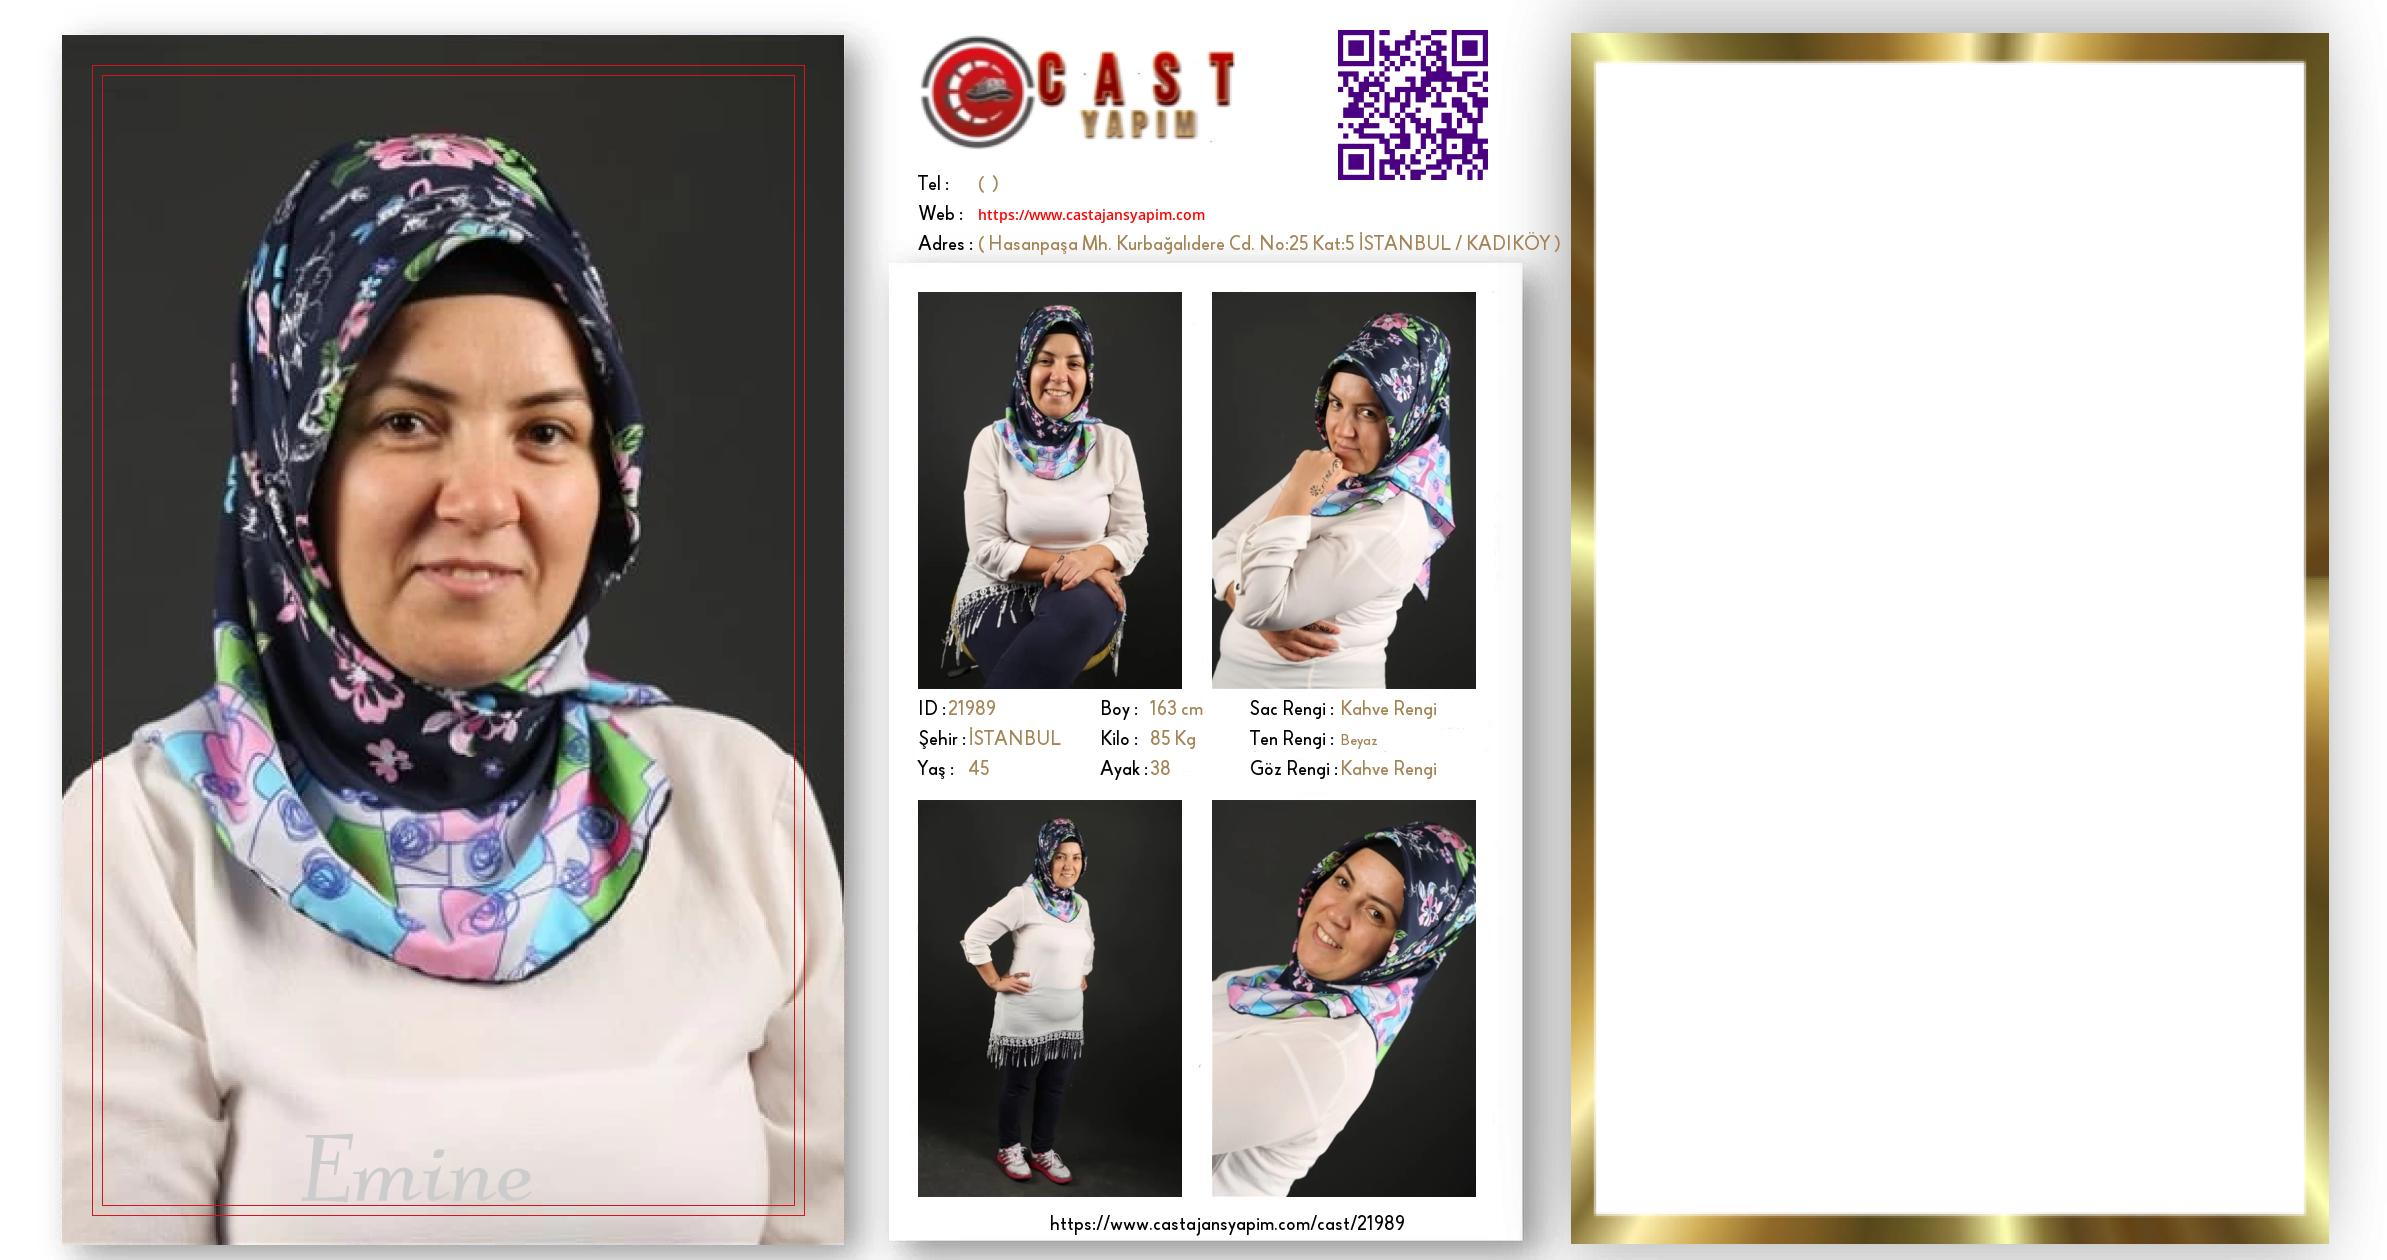 Emine
CAST
YAPIM
Tel : ( )
Web : https://www.castajansyapim.com
Adres : ( Hasanpaşa Mh. Kurbağalıdere Cd. No:25 Kat:5 İSTANBUL / KADIKÖY )
ID : 21989 Boy : 163 cm Sac Rengi : Kahve Rengi
Şehir : İSTANBUL Kilo : 85 Kg Ten Rengi : Beyaz
Yaş : 45 Ayak : 38 Göz Rengi : Kahve Rengi
https://www.castajansyapim.com/cast/21989